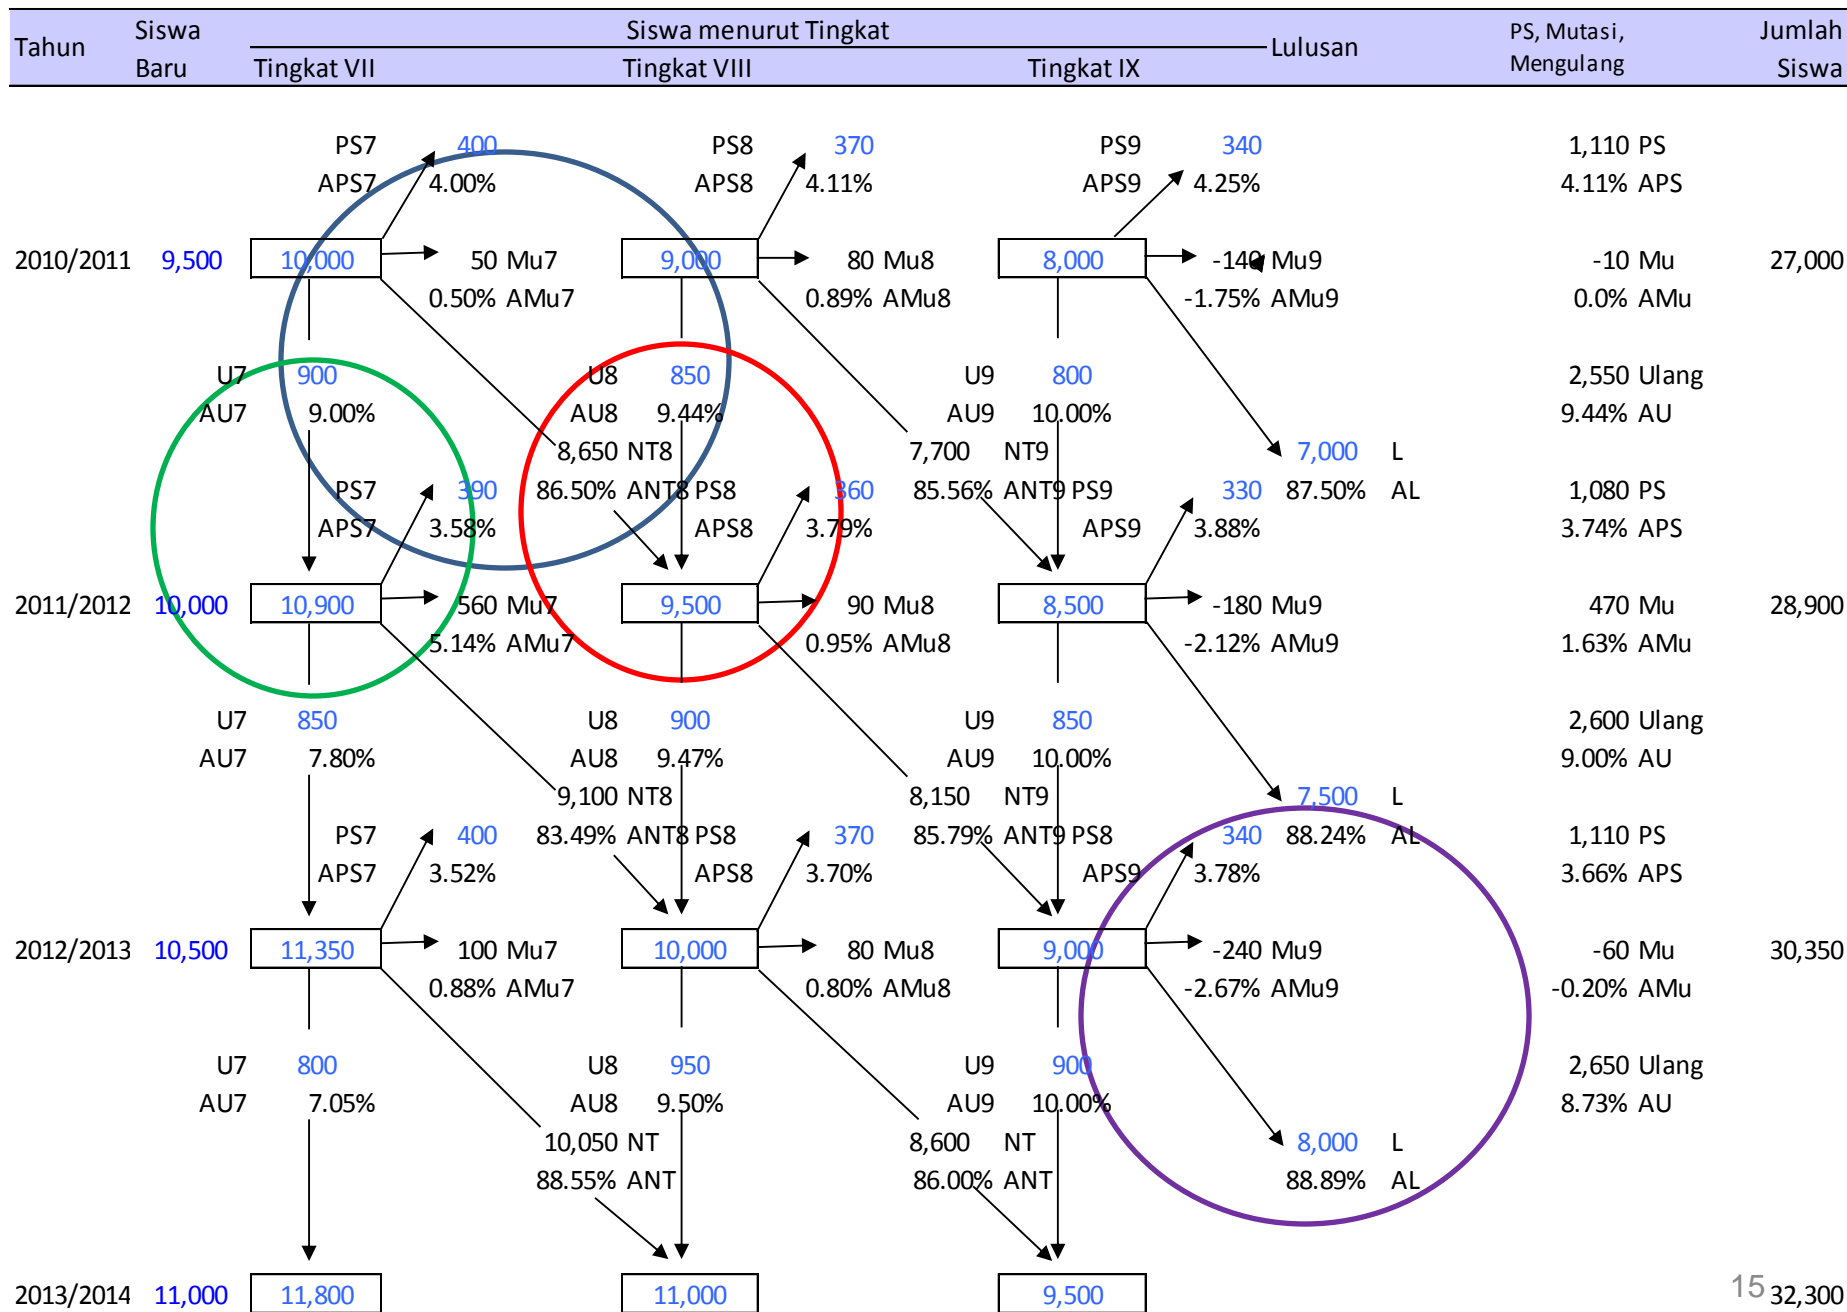 Tahun Siswa Baru Siswa menurut Tingkat Lulusan PS, Mutasi, Mengulang Jumlah Siswa
Tingkat VII Tingkat VIII Tingkat IX
PS7 400 PS8 370 PS9 340 1,110 PS
APS7 4.00% APS8 4.11% APS9 4.25% 4.11% APS
2010/2011 9,500 10,000 50 Mu7 9,000 80 Mu8 8,000 -140 Mu9 -10 Mu 27,000
0.50% AMu7 0.89% AMu8 -1.75% AMu9 0.0% AMu
U7 900 U8 850 U9 800 2,550 Ulang
AU7 9.00% AU8 9.44% AU9 10.00% 9.44% AU
8,650 NT8 7,700 NT9 7,000 L
PS7 390 86.50% ANT8 PS8 360 85.56% ANT9 PS9 330 87.50% AL 1,080 PS
APS7 3.58% APS8 3.79% APS9 3.88% 3.74% APS
2011/2012 10,000 10,900 560 Mu7 9,500 90 Mu8 8,500 -180 Mu9 470 Mu 28,900
5.14% AMu7 0.95% AMu8 -2.12% AMu9 1.63% AMu
U7 850 U8 900 U9 850 2,600 Ulang
AU7 7.80% AU8 9.47% AU9 10.00% 9.00% AU
9,100 NT8 8,150 NT9 7,500 L
PS7 400 83.49% ANT8 PS8 370 85.79% ANT9 PS8 340 88.24% AL 1,110 PS
APS7 3.52% APS8 3.70% APS9 3.78% 3.66% APS
2012/2013 10,500 11,350 100 Mu7 10,000 80 Mu8 9,000 -240 Mu9 -60 Mu 30,350
0.88% AMu7 0.80% AMu8 -2.67% AMu9 -0.20% AMu
U7 800 U8 950 U9 900 2,650 Ulang
AU7 7.05% AU8 9.50% AU9 10.00% 8.73% AU
10,050 NT 8,600 NT 8,000 L
88.55% ANT 86.00% ANT 88.89% AL
2013/2014 11,000 11,800 11,000 9,500 15 32,300